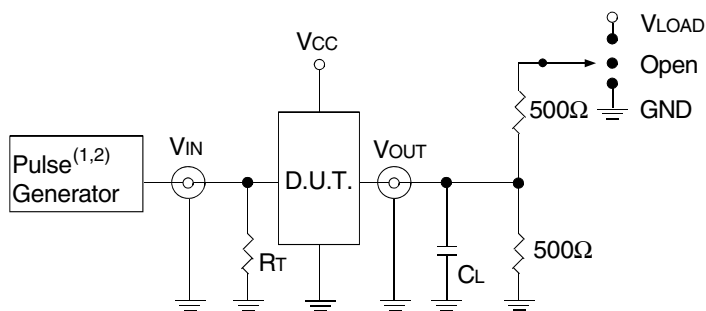 VLOAD
VCC
Open
500Ω
GND
VIN
VOUT
Pulse(1,2)
Generator
D.U.T.
RT
CL
500Ω